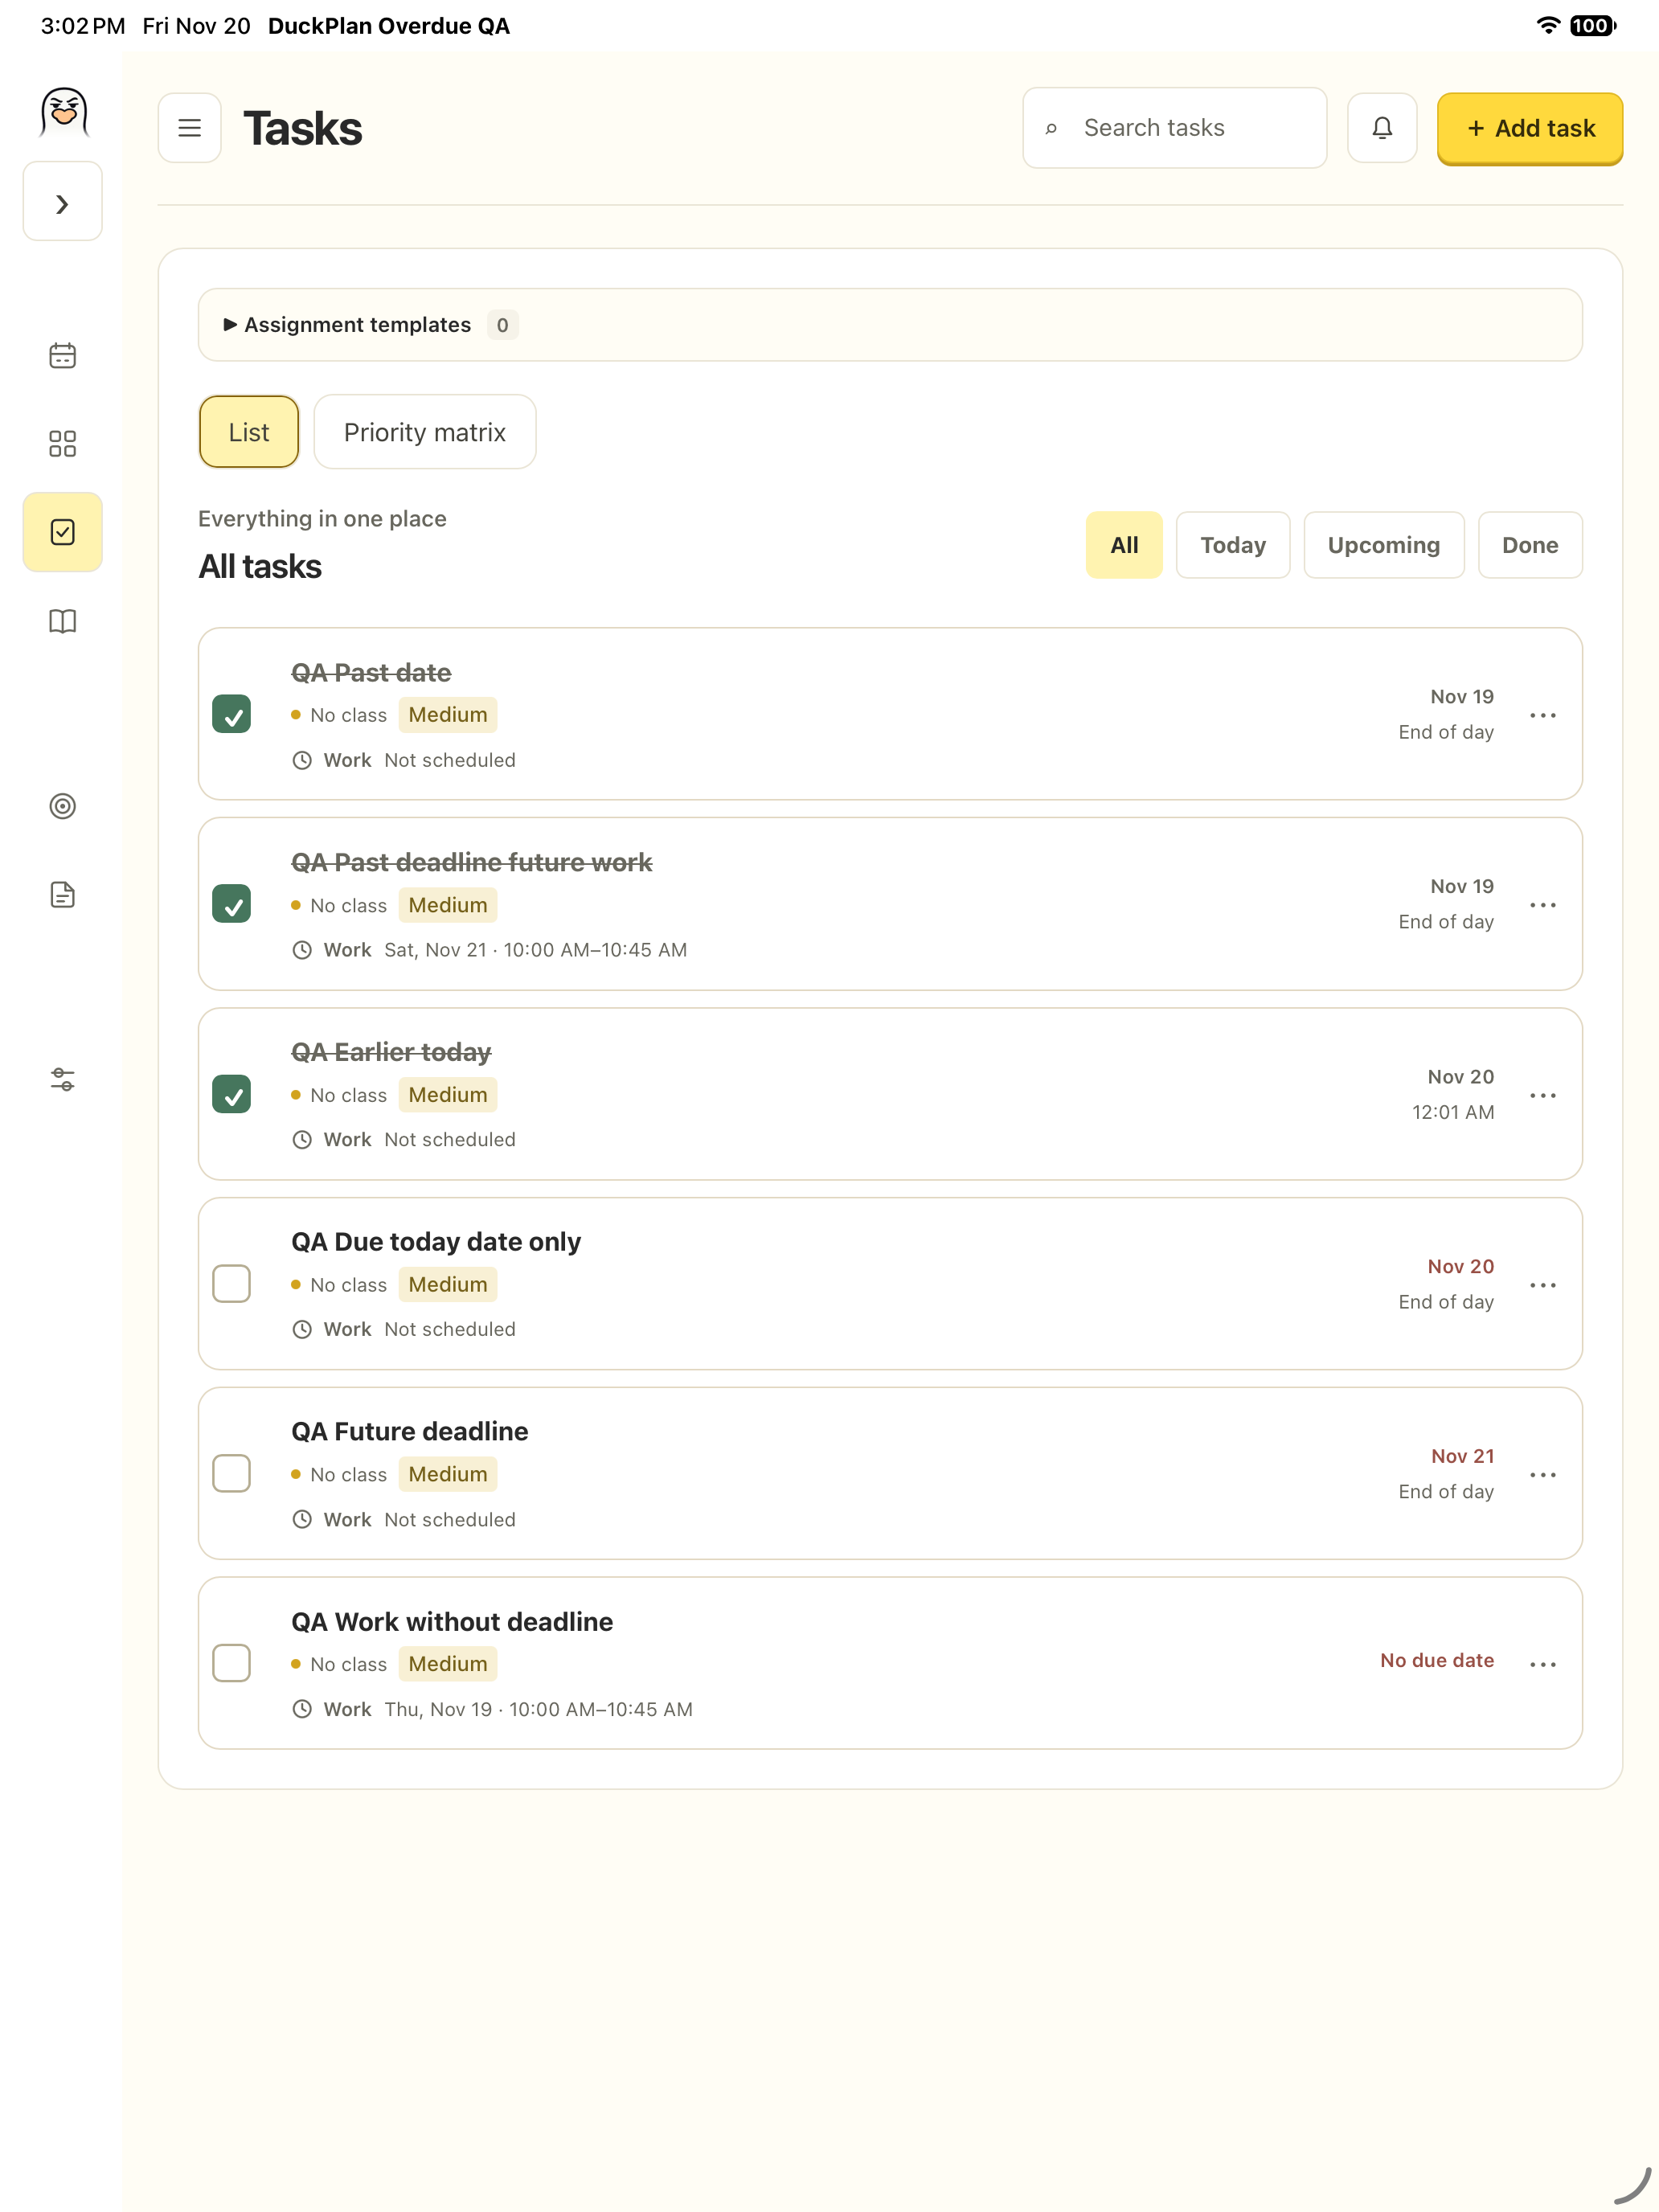 3:02 PM Fri Nov 20 DuckPlan Overdue QA 100
Tasks
Search tasks
+ Add task
Assignment templates 0
List
Priority matrix
Everything in one place
All tasks
All
Today
Upcoming
Done
QA Past date
No class Medium
Work Not scheduled
Nov 19
End of day
QA Past deadline future work
No class Medium
Work Sat, Nov 21 · 10:00 AM–10:45 AM
Nov 19
End of day
QA Earlier today
No class Medium
Work Not scheduled
Nov 20
12:01 AM
QA Due today date only
No class Medium
Work Not scheduled
Nov 20
End of day
QA Future deadline
No class Medium
Work Not scheduled
Nov 21
End of day
QA Work without deadline
No class Medium
Work Thu, Nov 19 · 10:00 AM–10:45 AM
No due date